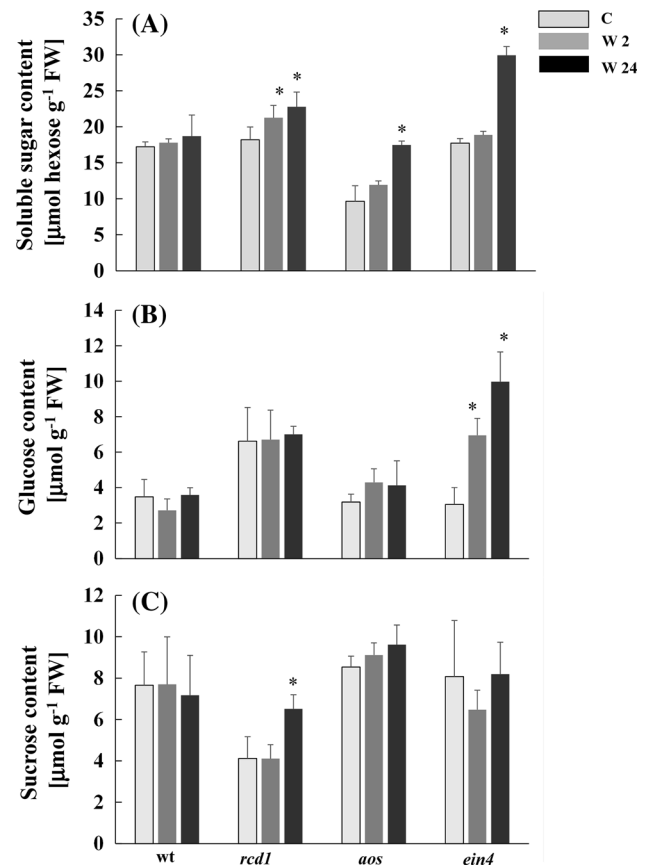 (A)
C
W 2
W 24
Soluble sugar content
[µmol hexose g-1 FW]
35
30
25
20
15
10
5
0
*
*
*
*
(B)
Glucose content
[µmol g-1 FW]
14
12
10
8
6
4
2
0
*
*
(C)
Sucrose content
[µmol g-1 FW]
12
10
8
6
4
2
0
*
wt
rcd1
aos
ein4